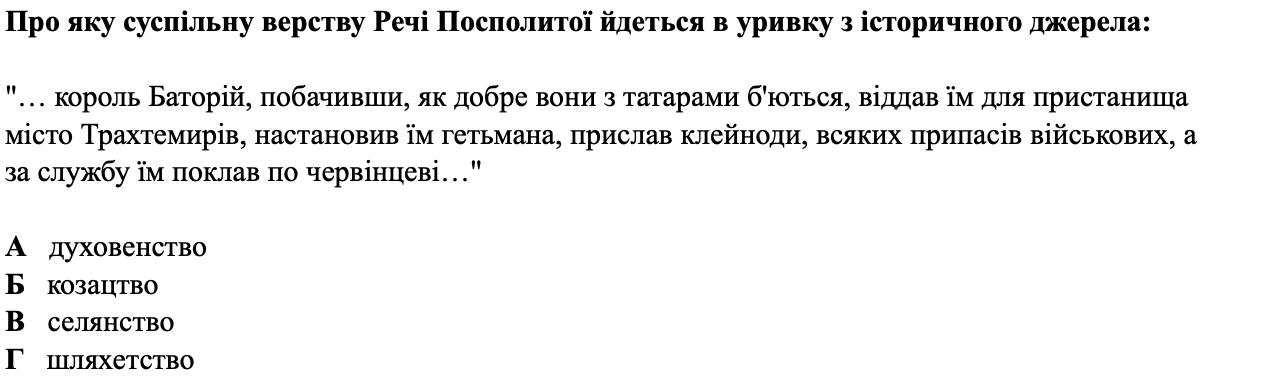 Про яку суспільну верству Речі Посполитої йдеться в уривку з історичного джерела:
"… король Баторій, побачивши, як добре вони з татарами б'ються, віддав їм для пристанища
місто Трахтемирів, настановив їм гетьмана, прислав клейноди, всяких припасів військових, а
за службу їм поклав по червінцеві…"
А духовенство
Б козацтво
В селянство
Г шляхетство